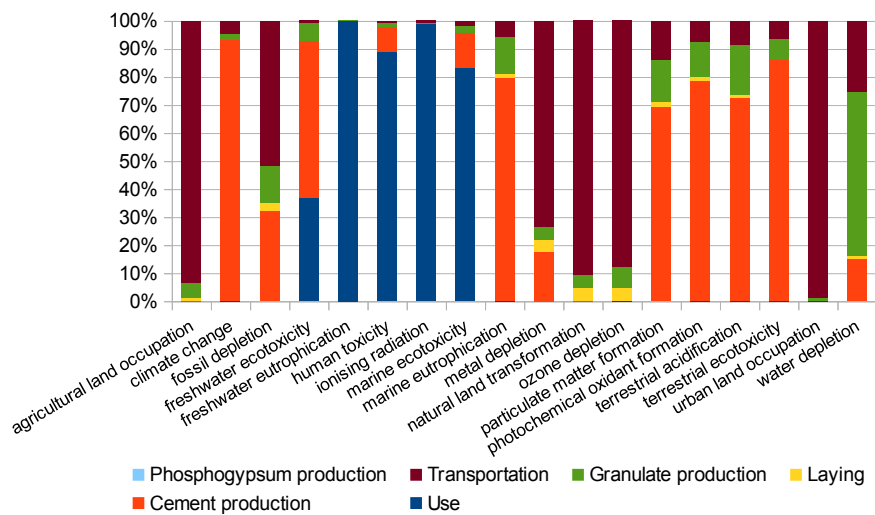 100%
90%
80%
70%
60%
50%
40%
30%
20%
10%
0%
agricultural land occupation
climate change
fossil depletion
freshwater ecotoxicity
freshwater eutrophication
human toxicity
ionising radiation
marine ecotoxicity
marine eutrophication
metal depletion
natural land transformation
ozone depletion
particulate matter formation
photochemical oxidant formation
terrestrial acidification
terrestrial ecotoxicity
urban land occupation
water depletion
Phosphogypsum production Transportation Granulate production Laying
Cement production Use